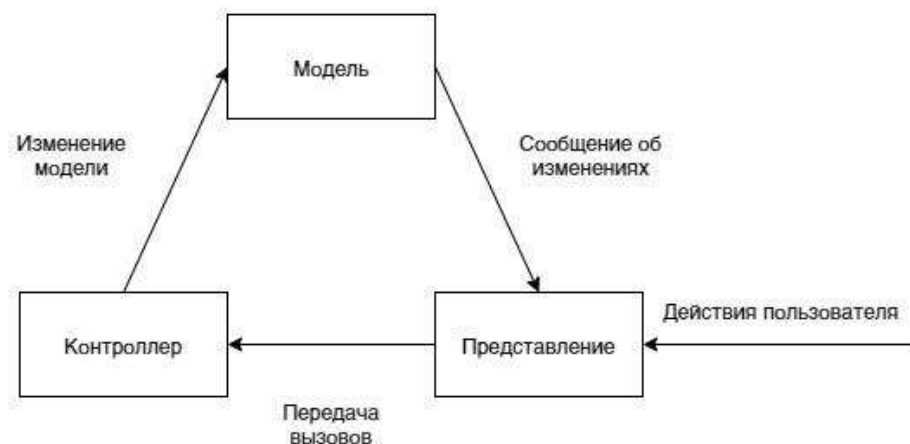 Модель
Изменение
модели
Сообщение об
изменениях
Действия пользователя
Контроллер
Представление
Передача
вызовов